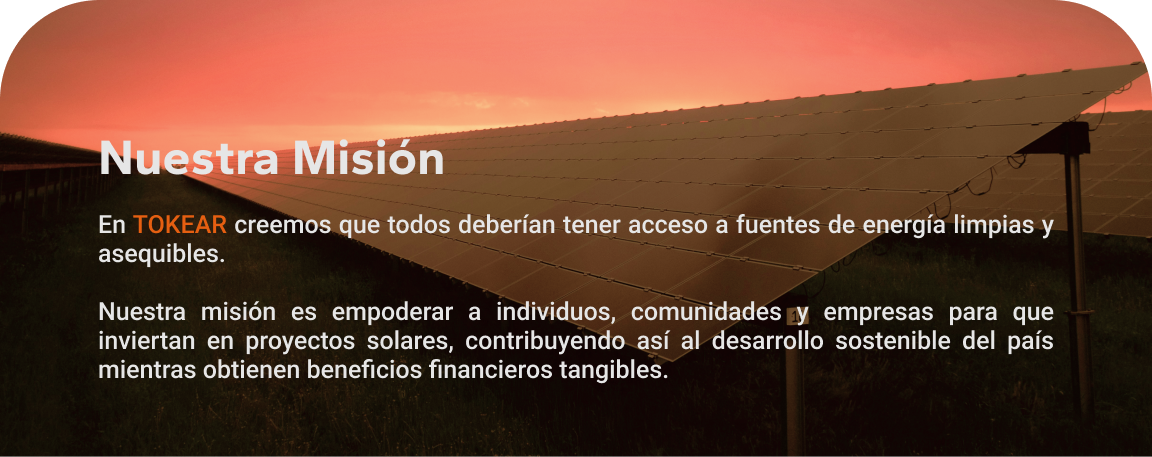 Nuestra Misión
En TOKEAR creemos que todos deberían tener acceso a fuentes de energía limpias y
asequibles.
Nuestra misión es empoderar a individuos, comunidades y empresas para que
inviertan en proyectos solares, contribuyendo así al desarrollo sostenible del país
mientras obtienen beneficios financieros tangibles.